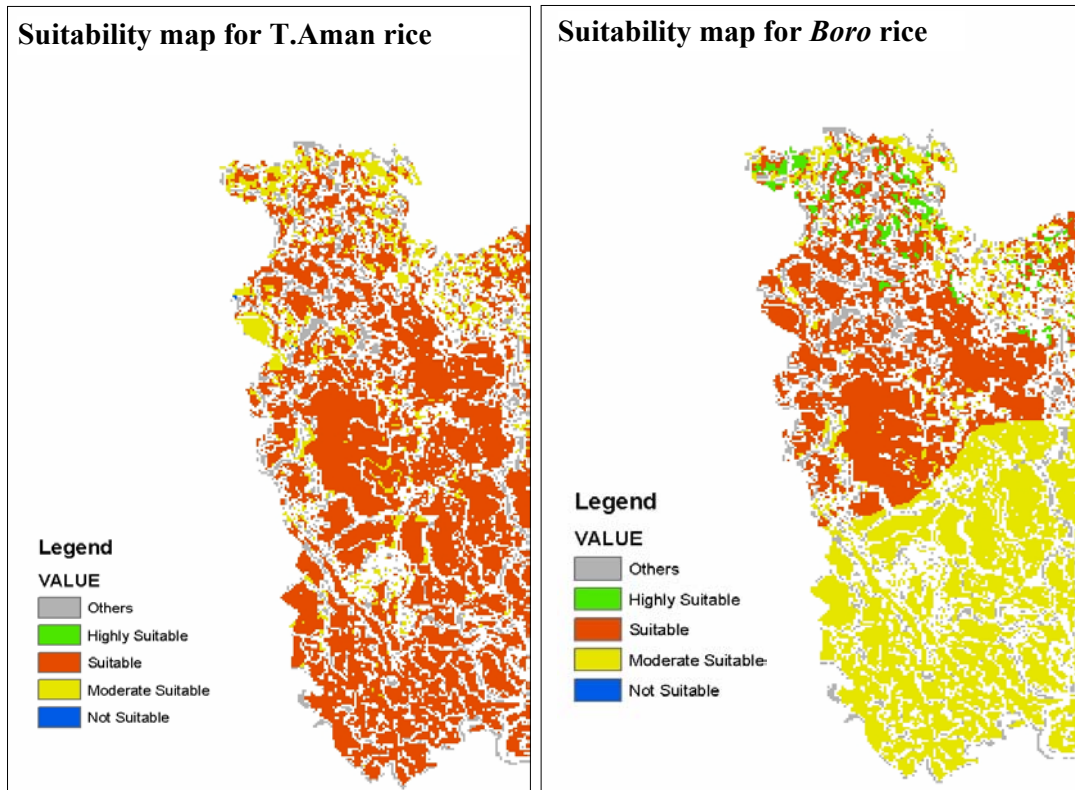 Suitability map for T.Aman rice
Legend
VALUE
Others
Highly Suitable
Suitable
Moderate Suitable
Not Suitable
Suitability map for Boro rice
Legend
VALUE
Others
Highly Suitable
Suitable
Moderate Suitable
Not Suitable